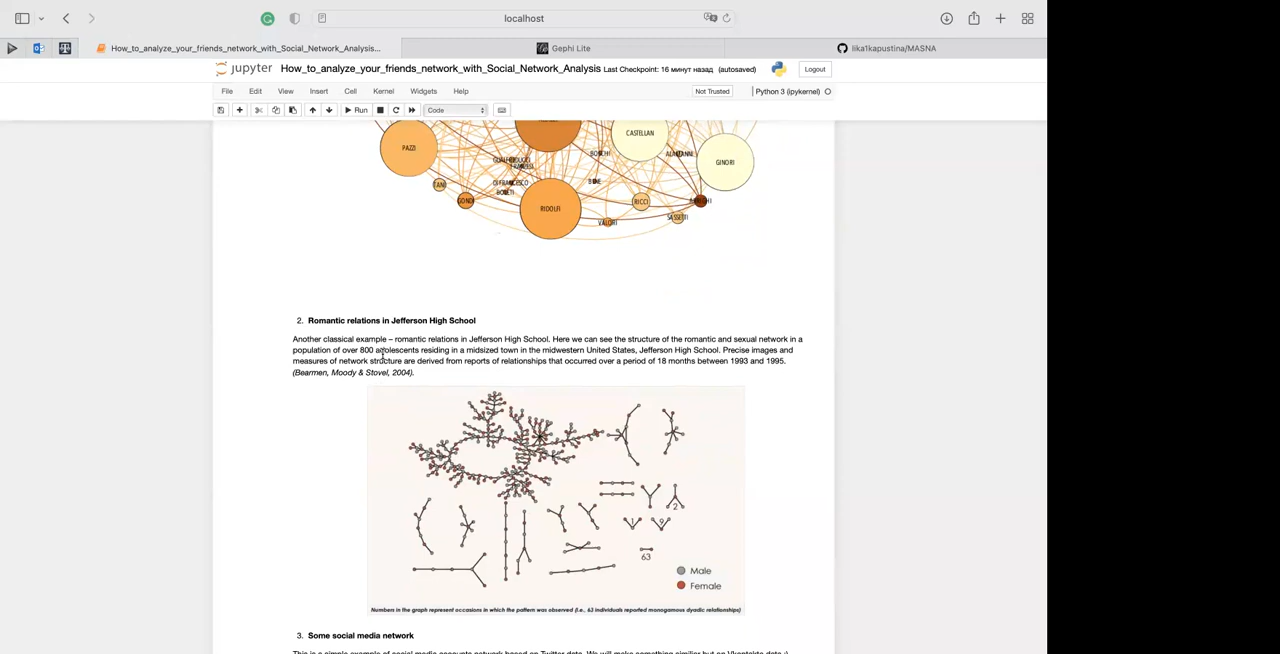 localhost
How_to_analyze_your_friends_network_with_Social_Network_Analysis...
Gephi Lite
lika1kapustina/MASNA
jupyter How_to_analyze_your_friends_network_with_Social_Network_Analysis Last Checkpoint: 16 минут назад (autosaved)
Logout
File Edit View Insert Cell Kernel Widgets Help
Not Trusted
Python 3 (ipykernel)
Run
Code
PAZZI
CASTELLAN
GINORI
TANI
GONDI
RIDOLFI
VALORI
RICCI
SASSETTI
2. Romantic relations in Jefferson High School
Another classical example – romantic relations in Jefferson High School. Here we can see the structure of the romantic and sexual network in a
population of over 800 adolescents residing in a midsized town in the midwestern United States, Jefferson High School. Precise images and
measures of network structure are derived from reports of relationships that occurred over a period of 18 months between 1993 and 1995.
(Bearmen, Moody & Stovel, 2004).
2
9
63
Male
Female
Numbers in the graph represent occasions in which the pattern was observed (i.e., 63 individuals reported monogamous dyadic relationships)
3. Some social media network